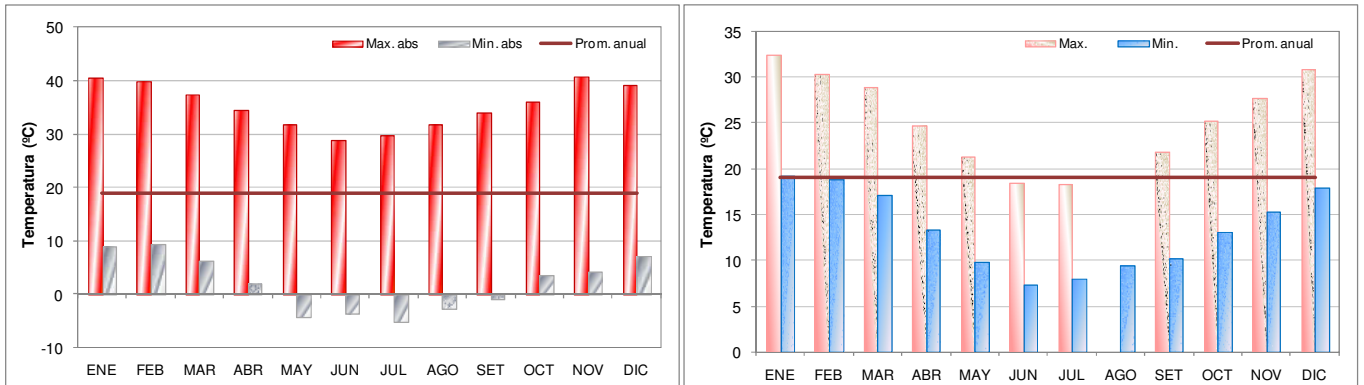 50
40
30
20
10
0
-10
Temperatura (ºC)
Max. abs Min. abs Prom. anual
ENE FEB MAR ABR MAY JUN JUL AGO SET OCT NOV DIC
35
30
25
20
15
10
5
0
Temperatura (ºC)
Max. Min. Prom. anual
ENE FEB MAR ABR MAY JUN JUL AGO SET OCT NOV DIC